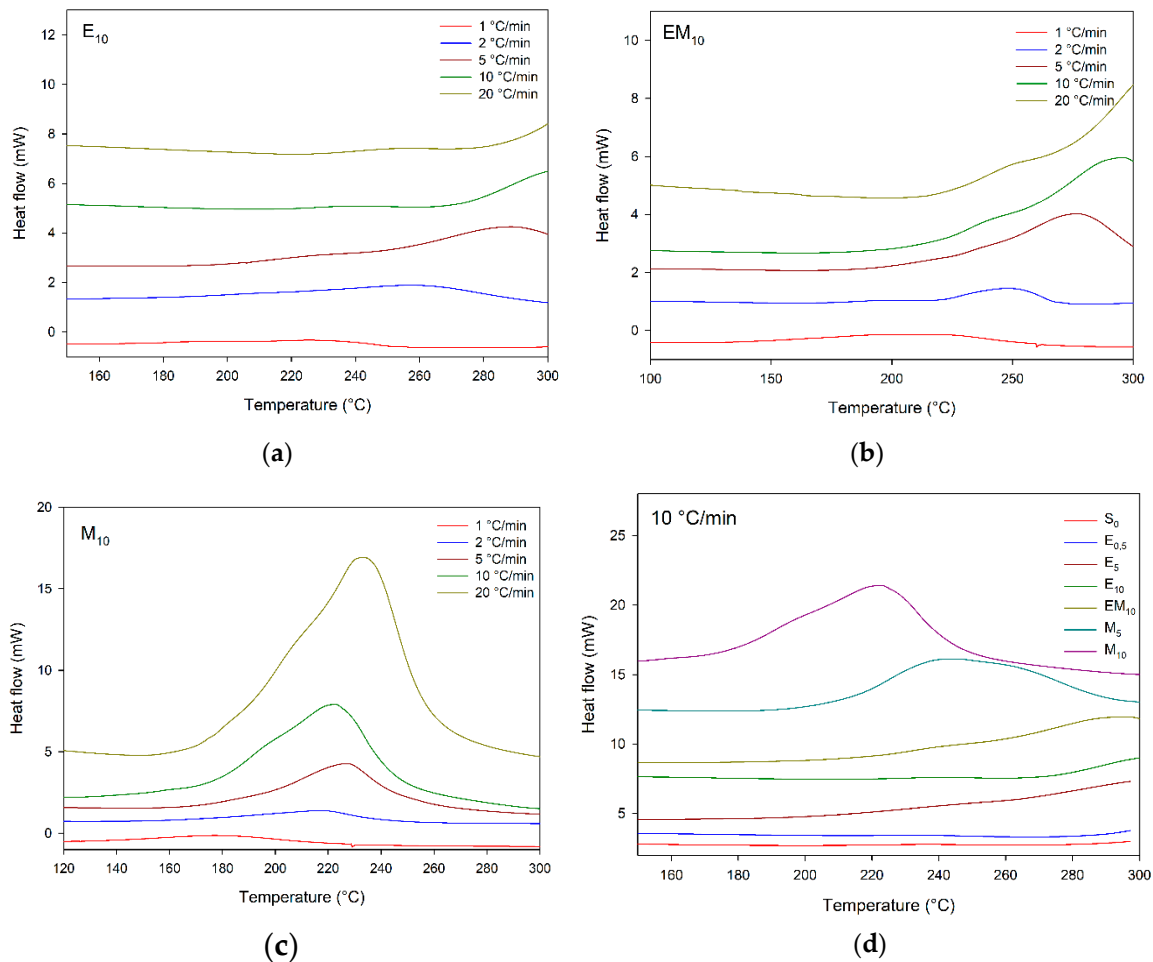 E₁₀
1 °C/min
2 °C/min
5 °C/min
10 °C/min
20 °C/min
12
10
8
6
4
2
0
Heat flow (mW)
160 180 200 220 240 260 280 300
Temperature (°C)
(a)
EM₁₀
1 °C/min
2 °C/min
5 °C/min
10 °C/min
20 °C/min
10
8
6
4
2
0
Heat flow (mW)
100 150 200 250 300
Temperature (°C)
(b)
M₁₀
1 °C/min
2 °C/min
5 °C/min
10 °C/min
20 °C/min
20
15
10
5
0
Heat flow (mW)
120 140 160 180 200 220 240 260 280 300
Temperature (°C)
(c)
10 °C/min
S₀
E₀,₅
E₅
E₁₀
EM₁₀
M₅
M₁₀
25
20
15
10
5
Heat flow (mW)
160 180 200 220 240 260 280 300
Temperature (°C)
(d)